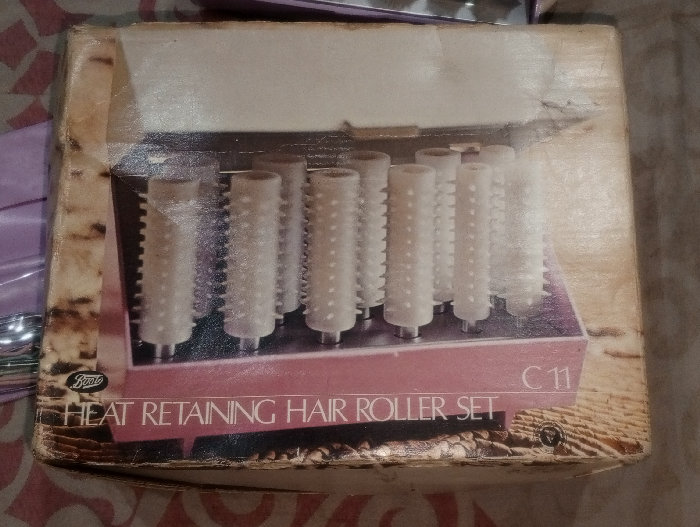 C 11
Boots
HEAT RETAINING HAIR ROLLER SET